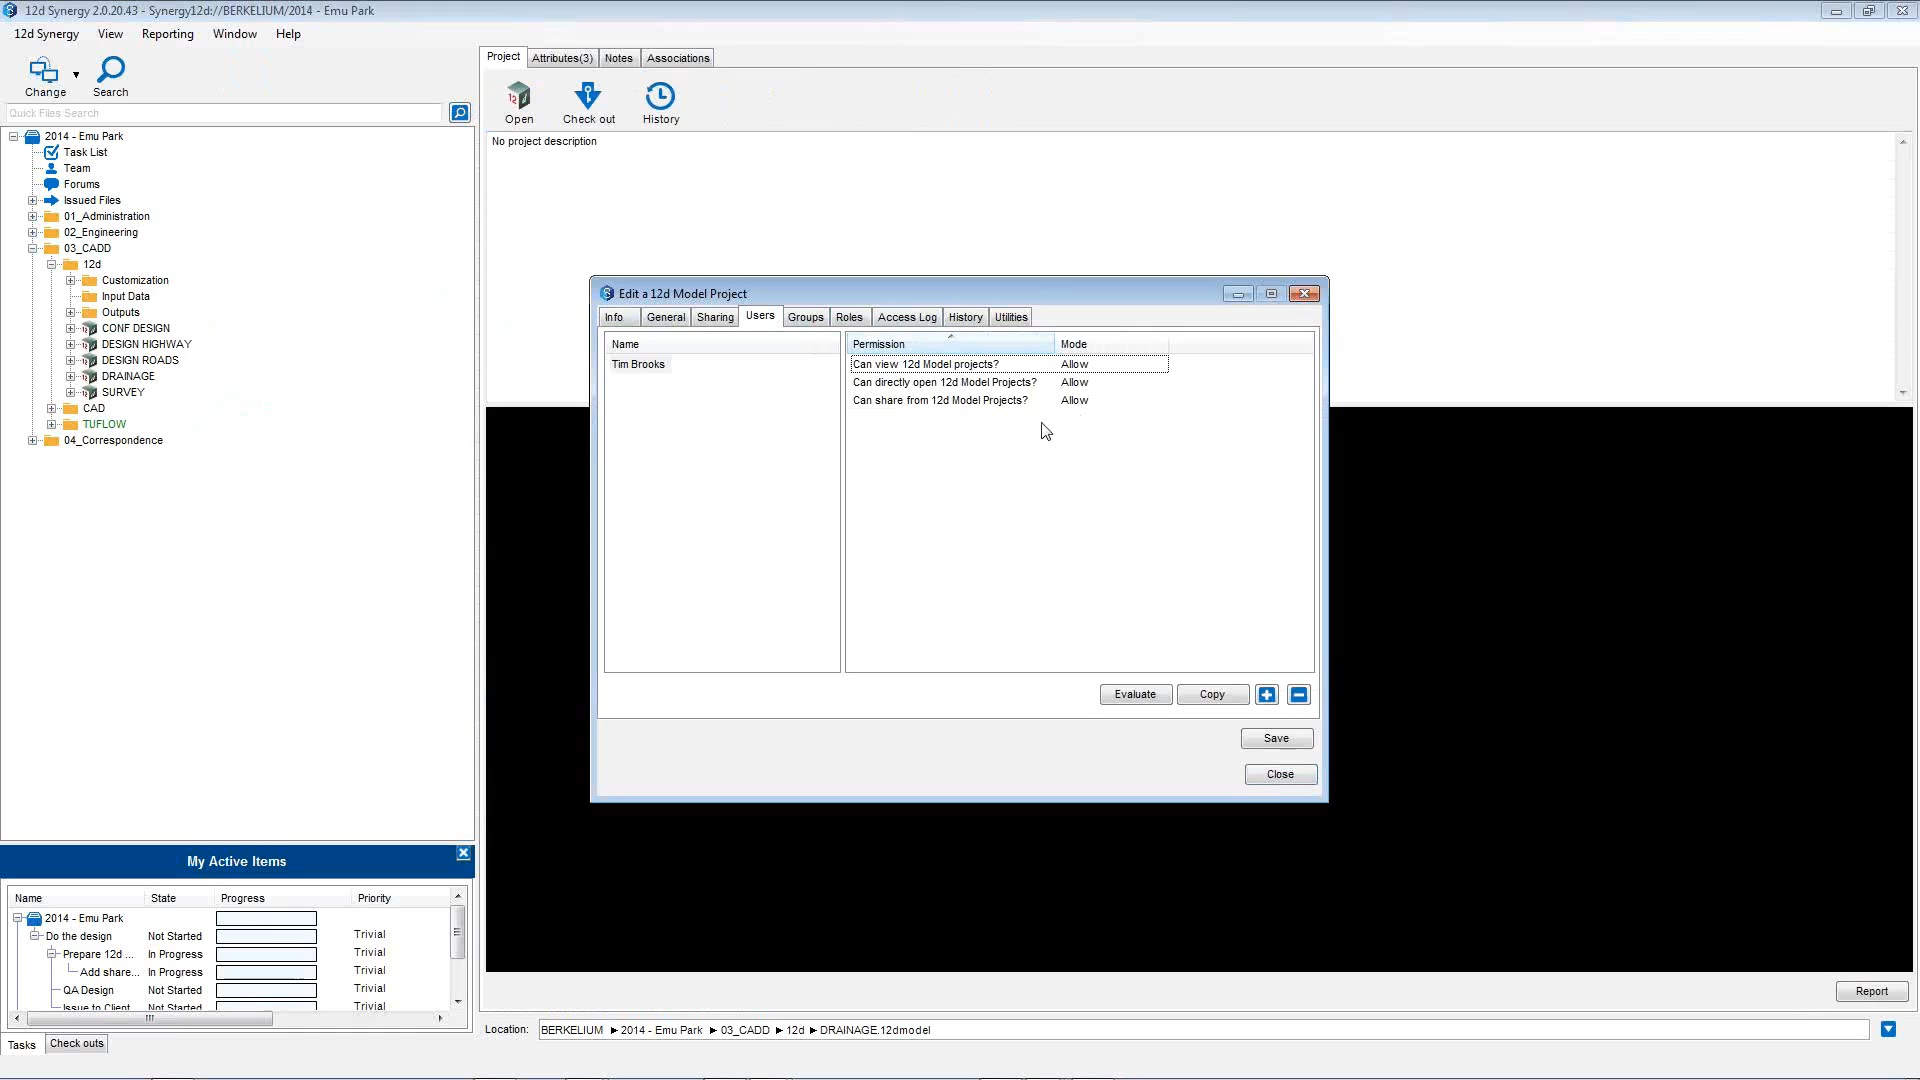 12d Synergy 2.0.20.43 - Synergy12d://BERKELIUM/2014 - Emu Park
12d Synergy View Reporting Window Help
Change Search
Quick Files Search
2014 - Emu Park
Task List
Team
Forums
Issued Files
01_Administration
02_Engineering
03_CADD
12d
Customization
Input Data
Outputs
CONF DESIGN
DESIGN HIGHWAY
DESIGN ROADS
DRAINAGE
SURVEY
CAD
TUFLOW
04_Correspondence
Project Attributes(3) Notes Associations
Open Check out History
No project description
Edit a 12d Model Project
Info General Sharing Users Groups Roles Access Log History Utilities
Name Permission Mode
Tim Brooks Can view 12d Model projects? Allow
Can directly open 12d Model Projects? Allow
Can share from 12d Model Projects? Allow
Evaluate Copy
Save
Close
My Active Items
Name State Progress Priority
2014 - Emu Park
Do the design Not Started Trivial
Prepare 12d ... In Progress Trivial
Add share... In Progress Trivial
QA Design Not Started Trivial
Issue to Client Not Started Trivial
Tasks Check outs
Report
Location: BERKELIUM ▶ 2014 - Emu Park ▶ 03_CADD ▶ 12d ▶ DRAINAGE.12dmodel